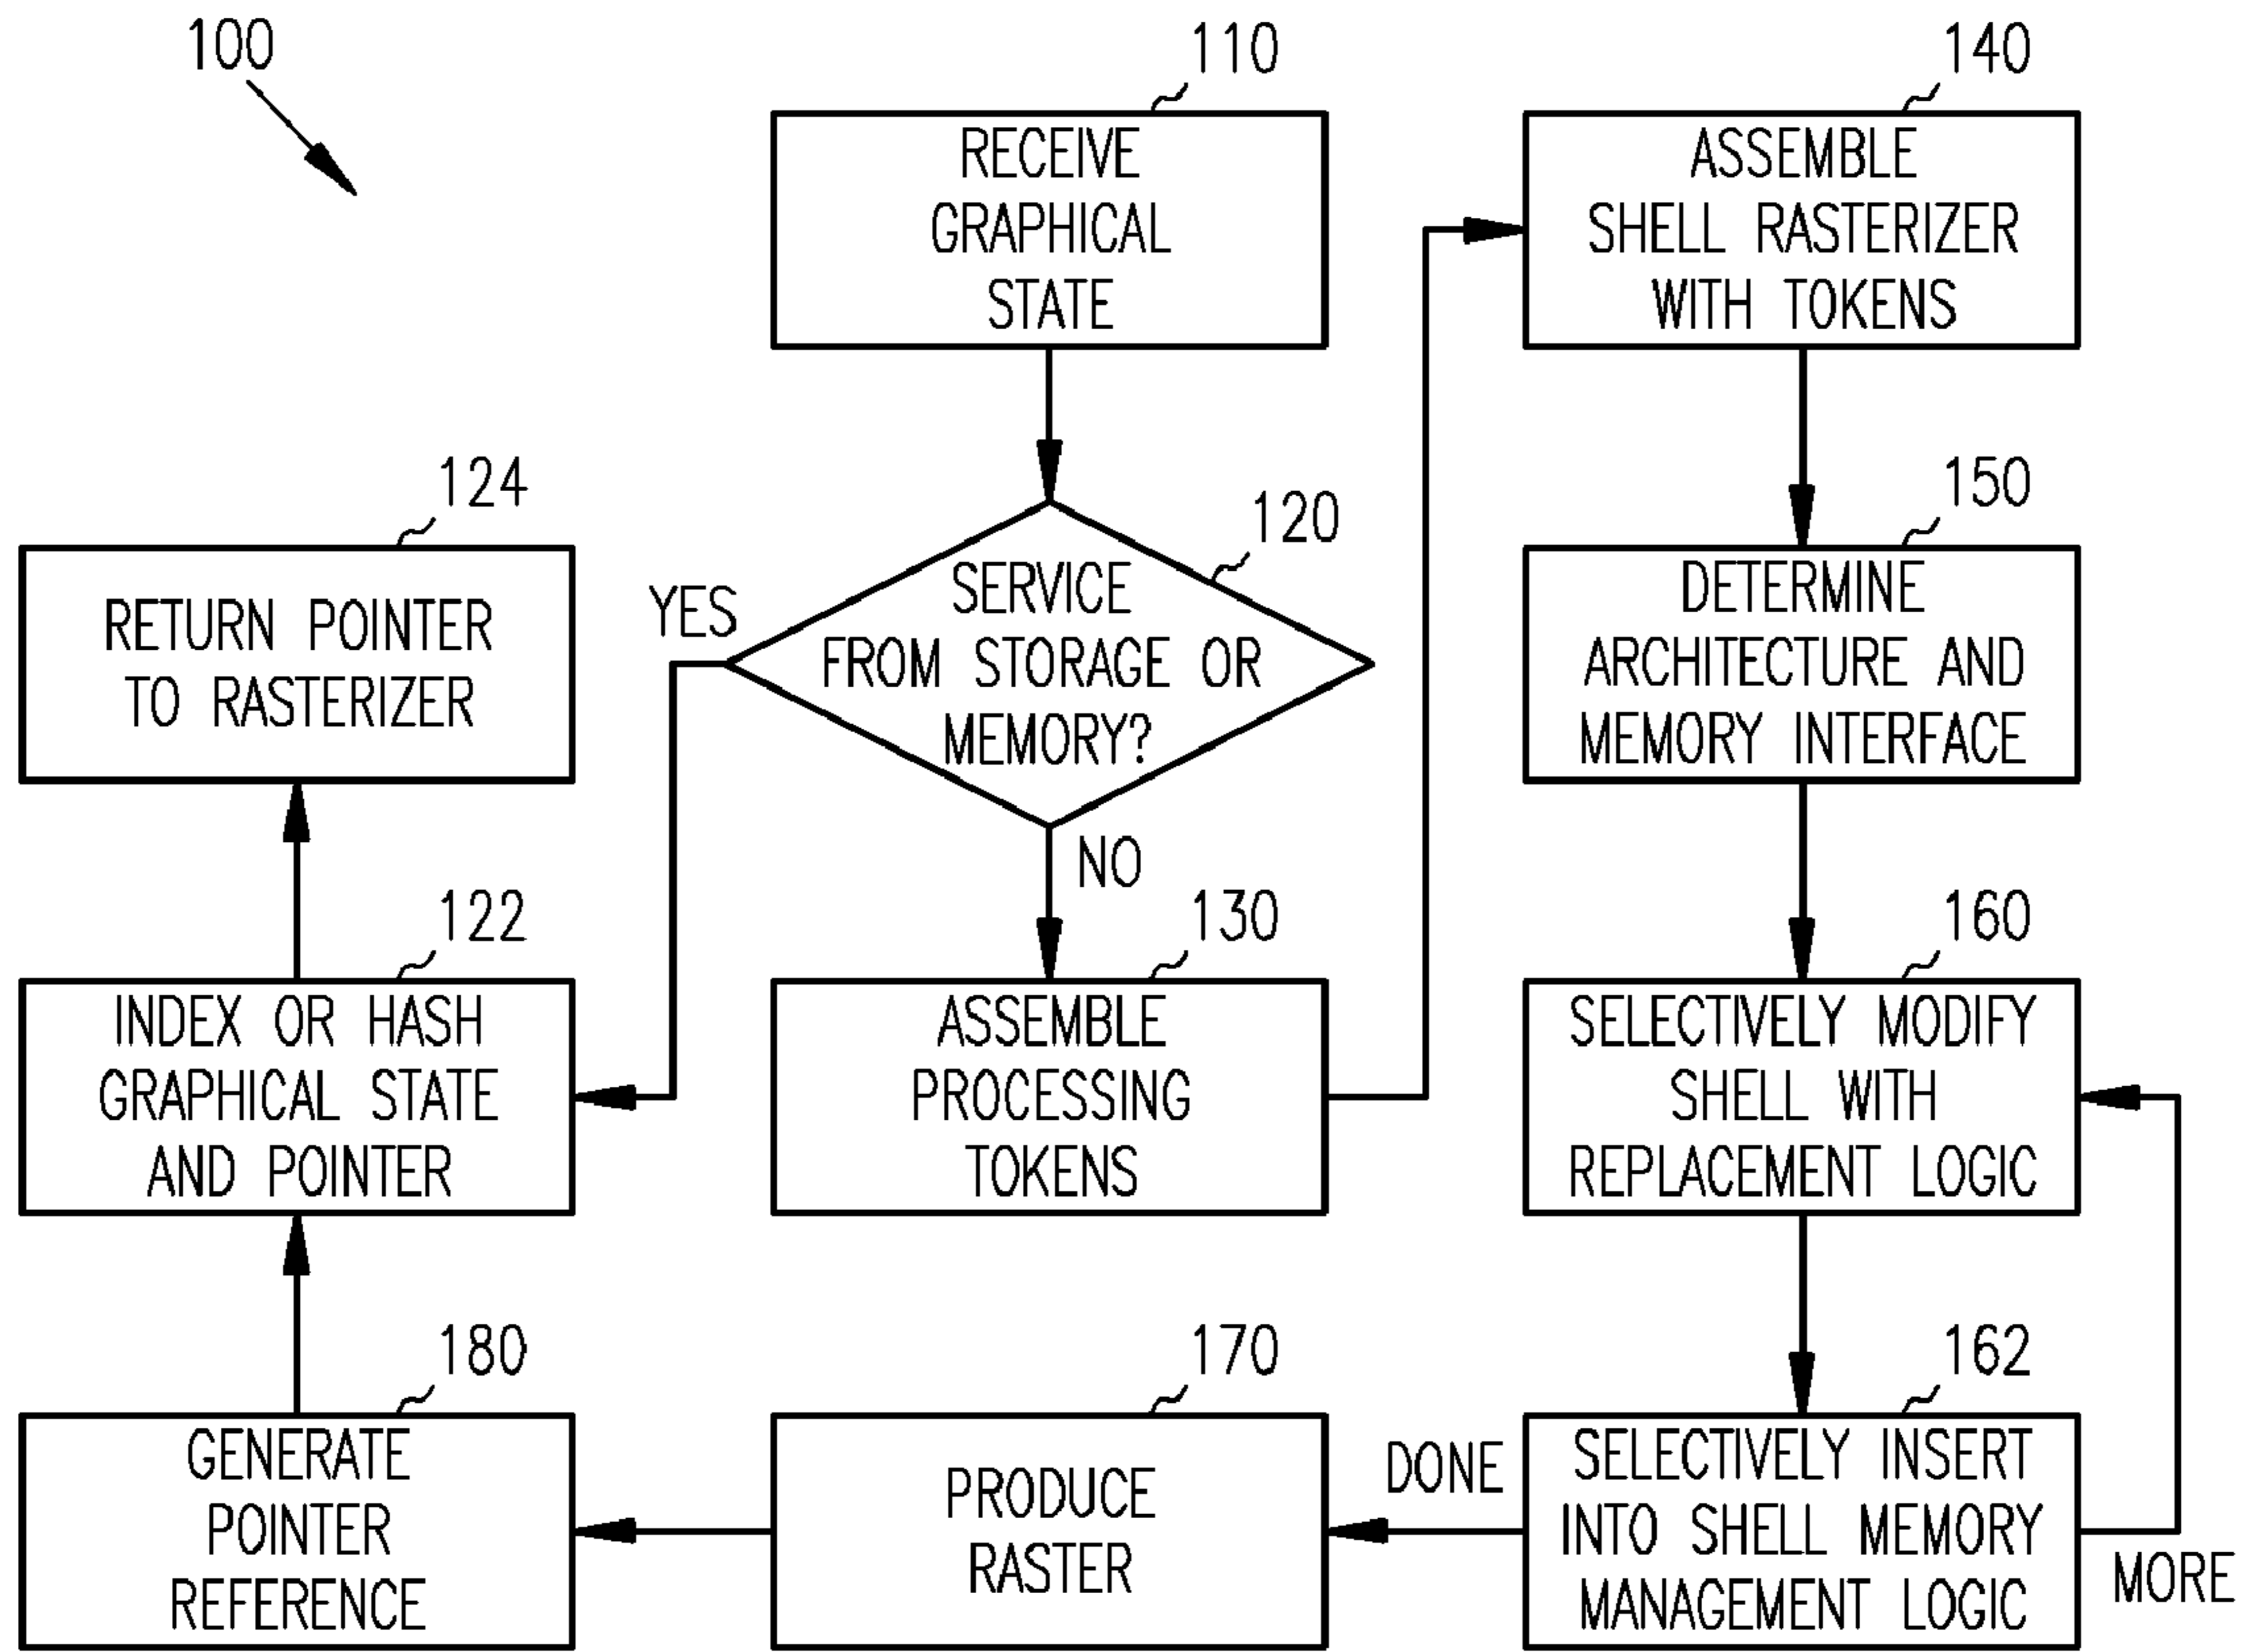 100
110
RECEIVE
GRAPHICAL
STATE
120
SERVICE
FROM STORAGE OR
MEMORY?
YES
NO
122
INDEX OR HASH
GRAPHICAL STATE
AND POINTER
124
RETURN POINTER
TO RASTERIZER
130
ASSEMBLE
PROCESSING
TOKENS
140
ASSEMBLE
SHELL RASTERIZER
WITH TOKENS
150
DETERMINE
ARCHITECTURE AND
MEMORY INTERFACE
160
SELECTIVELY MODIFY
SHELL WITH
REPLACEMENT LOGIC
162
SELECTIVELY INSERT
INTO SHELL MEMORY
MANAGEMENT LOGIC
MORE
DONE
170
PRODUCE
RASTER
180
GENERATE
POINTER
REFERENCE